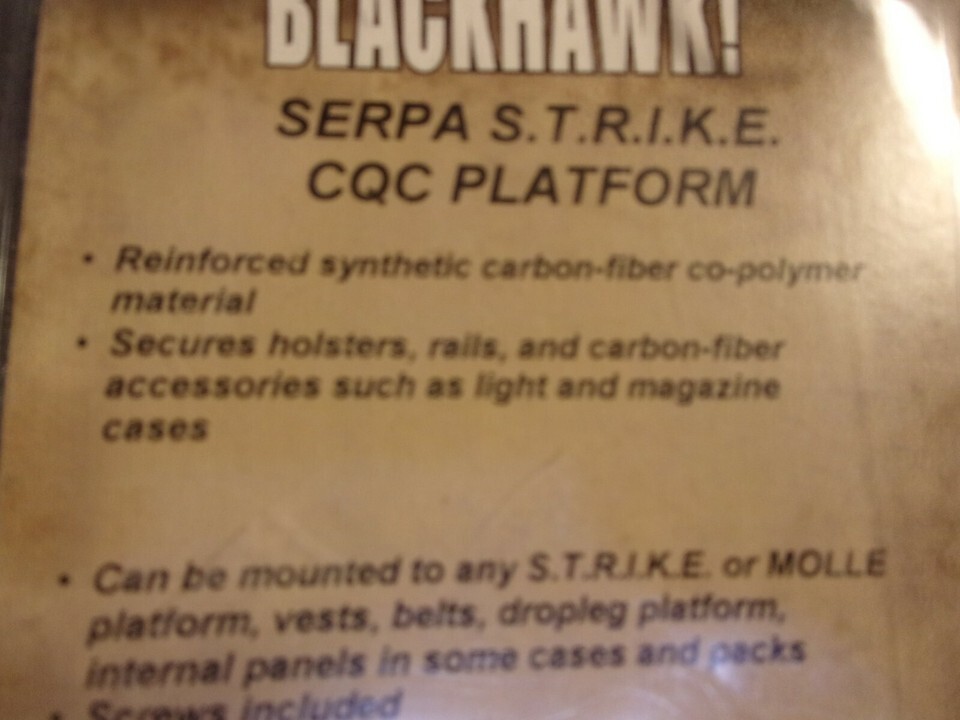 BLACKHAWK!
SERPA S.T.R.I.K.E.
CQC PLATFORM
• Reinforced synthetic carbon-fiber co-polymer
material
• Secures holsters, rails, and carbon-fiber
accessories such as light and magazine
cases
• Can be mounted to any S.T.R.I.K.E. or MOLLE
platform, vests, belts, dropleg platform,
internal panels in some cases and packs
• Screws included